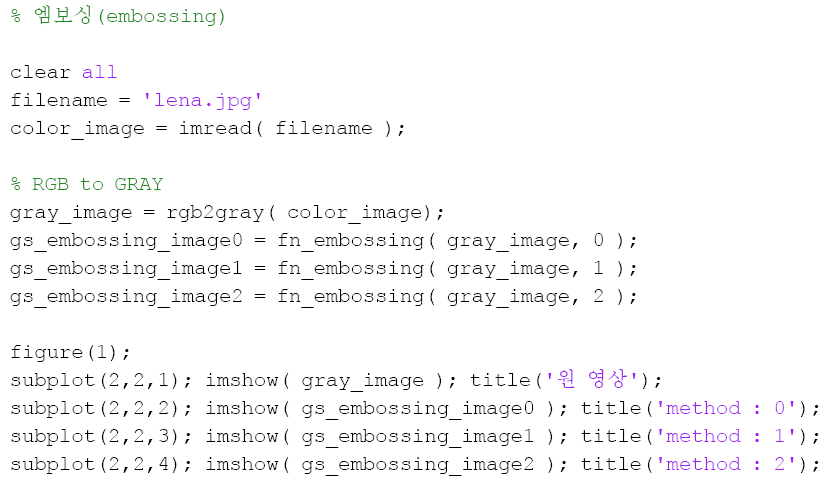 % 엠보싱(embossing)
clear all
filename = 'lena.jpg'
color_image = imread( filename );
% RGB to GRAY
gray_image = rgb2gray( color_image);
gs_embossing_image0 = fn_embossing( gray_image, 0 );
gs_embossing_image1 = fn_embossing( gray_image, 1 );
gs_embossing_image2 = fn_embossing( gray_image, 2 );
figure(1);
subplot(2,2,1); imshow( gray_image ); title('원 영상');
subplot(2,2,2); imshow( gs_embossing_image0 ); title('method : 0');
subplot(2,2,3); imshow( gs_embossing_image1 ); title('method : 1');
subplot(2,2,4); imshow( gs_embossing_image2 ); title('method : 2');